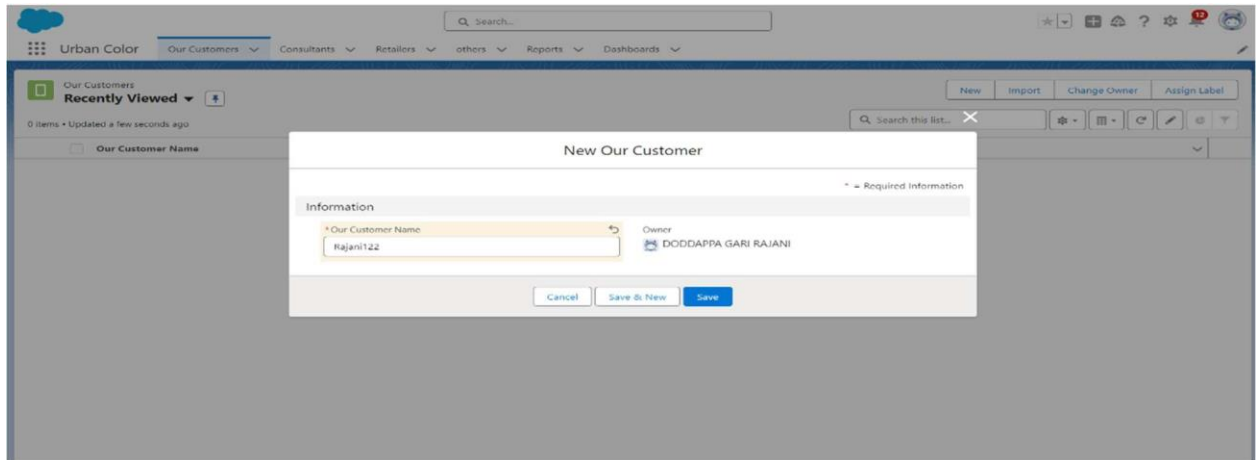 Search...
12
Urban Color Our Customers Consultants Retailers others Reports Dashboards
Our Customers
Recently Viewed
New Import Change Owner Assign Label
0 items • Updated a few seconds ago
Search this list...
Our Customer Name
New Our Customer
* = Required Information
Information
* Our Customer Name
Rajani122
Owner
DODDAPPA GARI RAJANI
Cancel Save & New Save